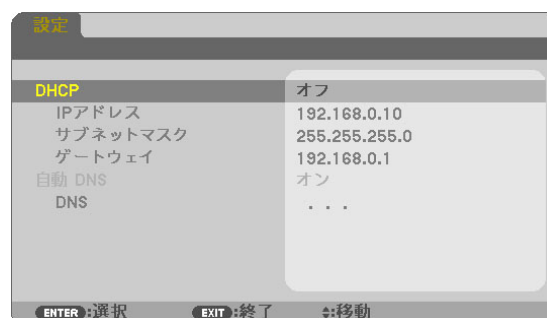 設定
DHCP オフ
IPアドレス 192.168.0.10
サブネットマスク 255.255.255.0
ゲートウェイ 192.168.0.1
自動 DNS オン
DNS . . .
ENTER:選択 EXIT:終了 :移動